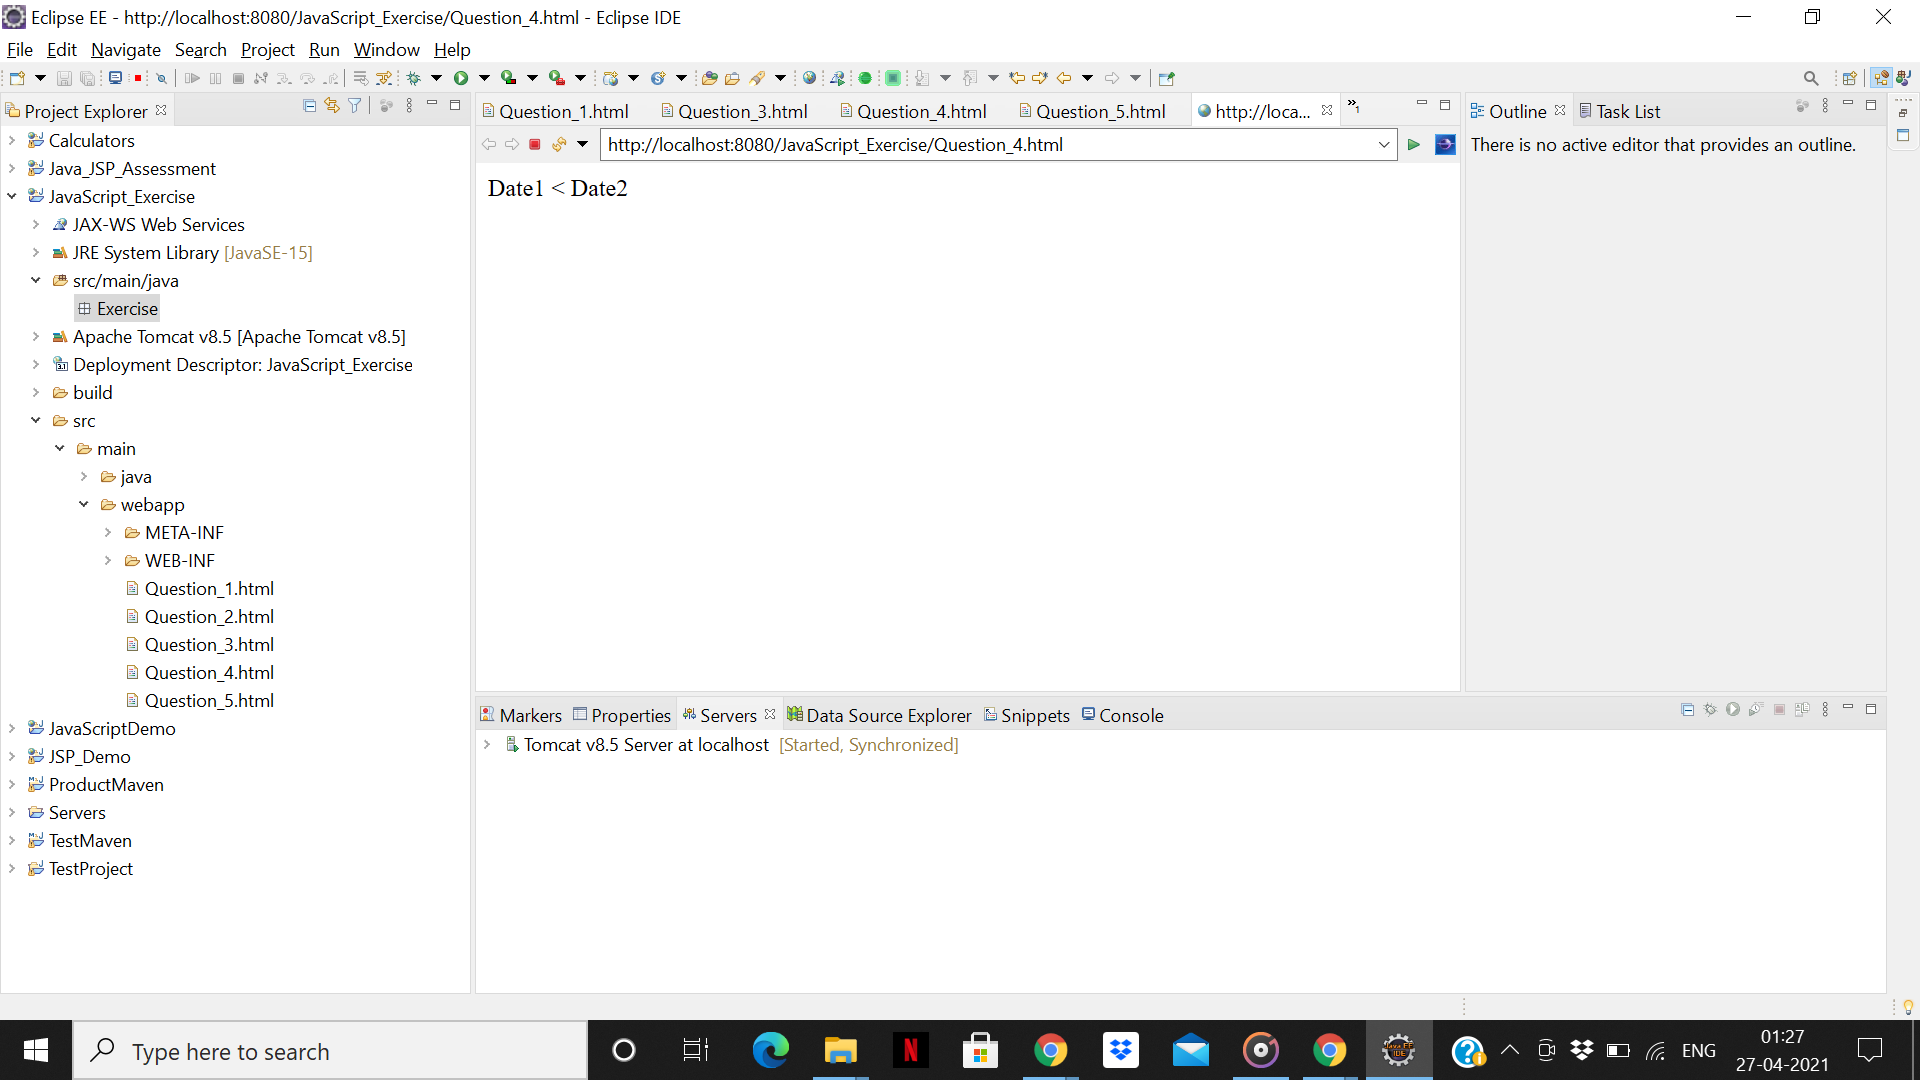 Eclipse EE - http://localhost:8080/JavaScript_Exercise/Question_4.html - Eclipse IDE
File Edit Navigate Search Project Run Window Help
Project Explorer
Question_1.html Question_3.html Question_4.html Question_5.html http://loca... »1
Outline Task List
Calculators
Java_JSP_Assessment
JavaScript_Exercise
JAX-WS Web Services
JRE System Library [JavaSE-15]
src/main/java
Exercise
Apache Tomcat v8.5 [Apache Tomcat v8.5]
Deployment Descriptor: JavaScript_Exercise
build
src
main
java
webapp
META-INF
WEB-INF
Question_1.html
Question_2.html
Question_3.html
Question_4.html
Question_5.html
JavaScriptDemo
JSP_Demo
ProductMaven
Servers
TestMaven
TestProject
http://localhost:8080/JavaScript_Exercise/Question_4.html
Date1 < Date2
There is no active editor that provides an outline.
Markers Properties Servers Data Source Explorer Snippets Console
Tomcat v8.5 Server at localhost [Started, Synchronized]
Type here to search
N
Java EE
IDE
ENG
01:27
27-04-2021